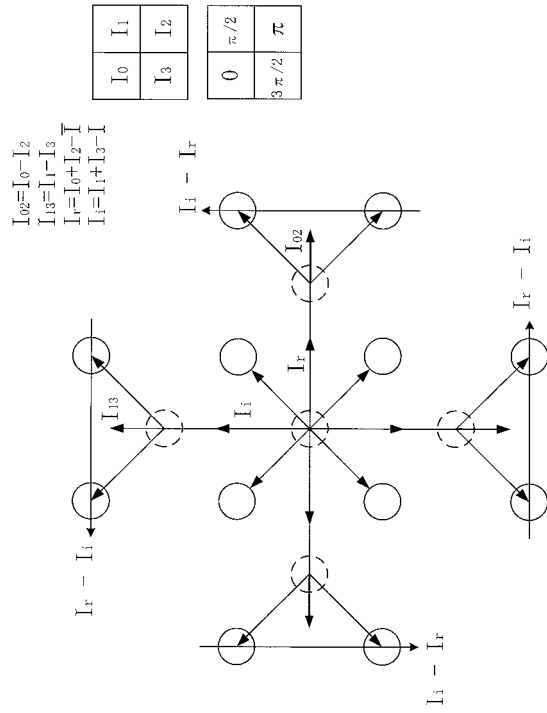 I₀₂=I₀-I₂
I₁₃=I₁-I₃
Iᵣ=I₀+I₂-I̅
Iᵢ=I₁+I₃-I
I₀ I₁
I₃ I₂
0 π/2
3π/2 π
Iᵣ - Iᵢ
I₁₃
Iᵢ - Iᵣ
Iᵢ
Iᵣ
I₀₂
Iᵢ - Iᵣ
Iᵣ - Iᵢ